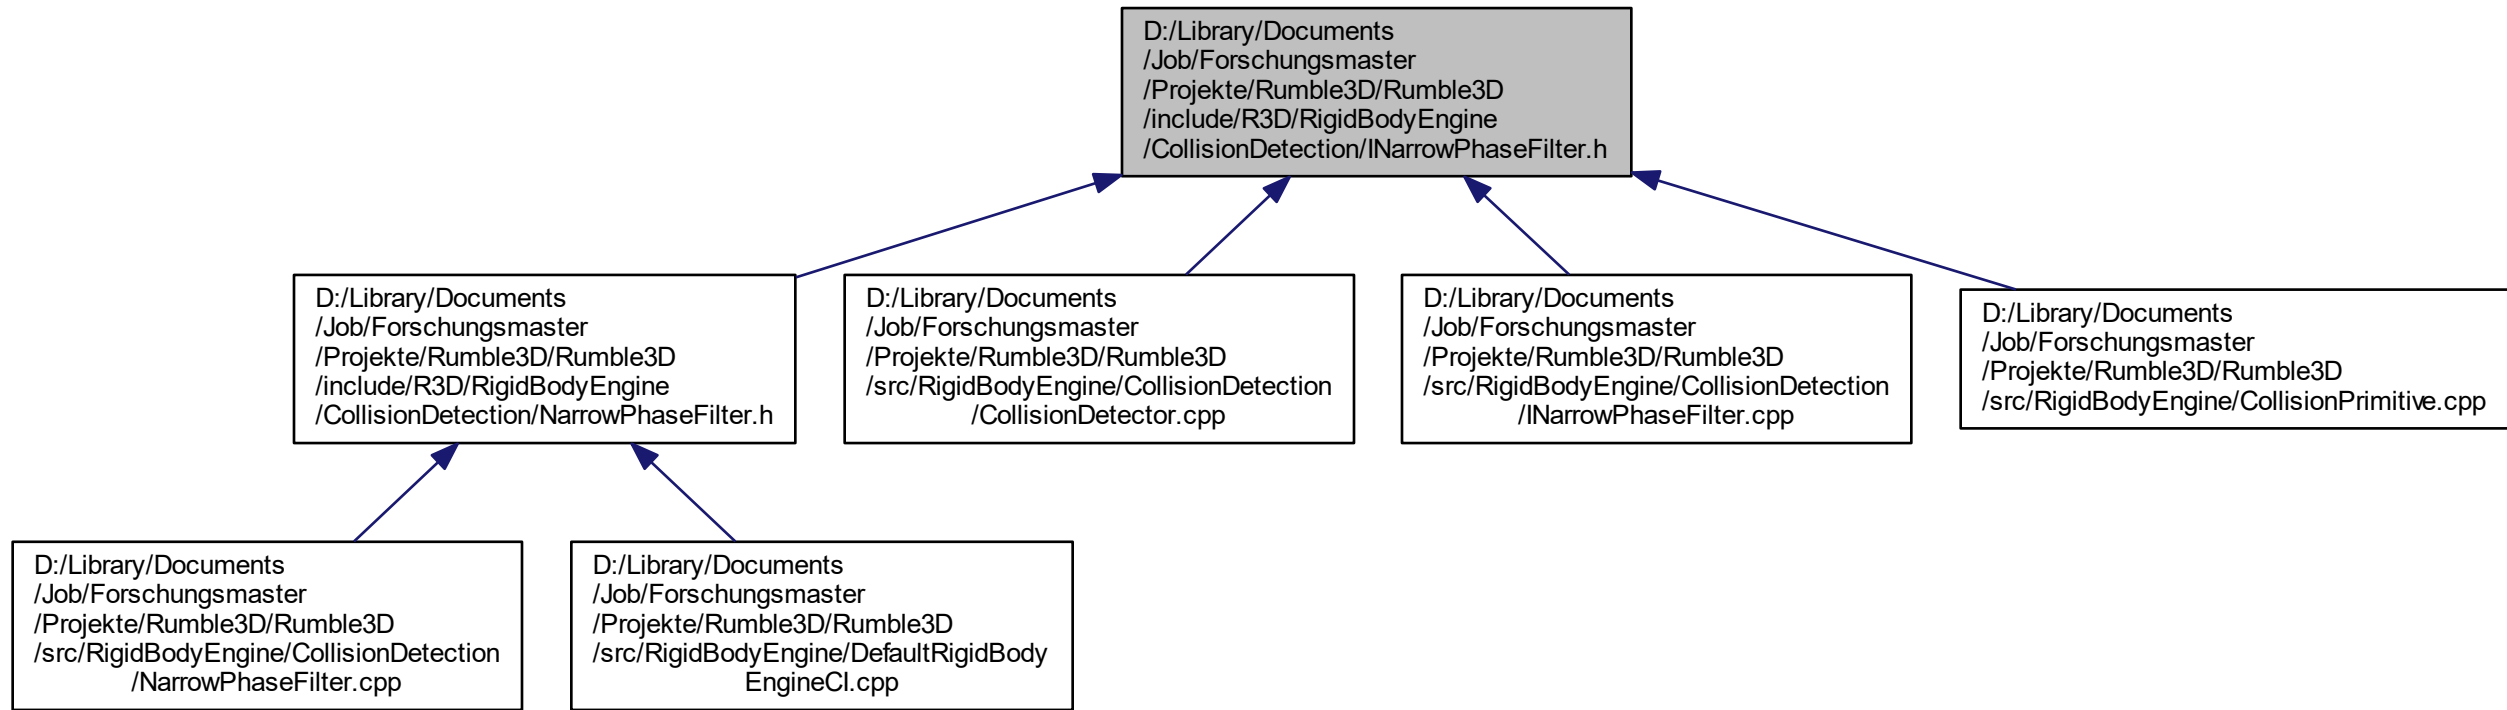 D:/Library/Documents
/Job/Forschungsmaster
/Projekte/Rumble3D/Rumble3D
/include/R3D/RigidBodyEngine
/CollisionDetection/INarrowPhaseFilter.h
D:/Library/Documents
/Job/Forschungsmaster
/Projekte/Rumble3D/Rumble3D
/include/R3D/RigidBodyEngine
/CollisionDetection/NarrowPhaseFilter.h
D:/Library/Documents
/Job/Forschungsmaster
/Projekte/Rumble3D/Rumble3D
/src/RigidBodyEngine/CollisionDetection
/CollisionDetector.cpp
D:/Library/Documents
/Job/Forschungsmaster
/Projekte/Rumble3D/Rumble3D
/src/RigidBodyEngine/CollisionDetection
/INarrowPhaseFilter.cpp
D:/Library/Documents
/Job/Forschungsmaster
/Projekte/Rumble3D/Rumble3D
/src/RigidBodyEngine/CollisionPrimitive.cpp
D:/Library/Documents
/Job/Forschungsmaster
/Projekte/Rumble3D/Rumble3D
/src/RigidBodyEngine/CollisionDetection
/NarrowPhaseFilter.cpp
D:/Library/Documents
/Job/Forschungsmaster
/Projekte/Rumble3D/Rumble3D
/src/RigidBodyEngine/DefaultRigidBody
EngineCI.cpp